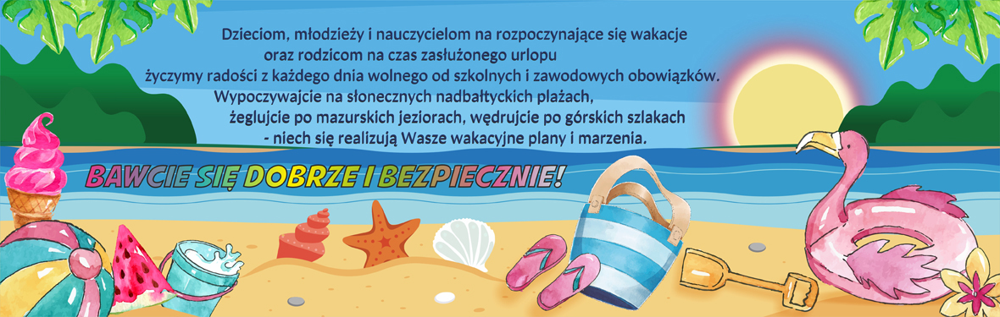 Dzieciom, młodzieży i nauczycielom na rozpoczynające się wakacje
oraz rodzicom na czas zasłużonego urlopu
życzymy radości z każdego dnia wolnego od szkolnych i zawodowych obowiązków.
Wypoczywajcie na słonecznych nadbałtyckich plażach,
żeglujcie po mazurskich jeziorach, wędrujcie po górskich szlakach
- niech się realizują Wasze wakacyjne plany i marzenia.
BAWCIE SIĘ DOBRZE I BEZPIECZNIE!